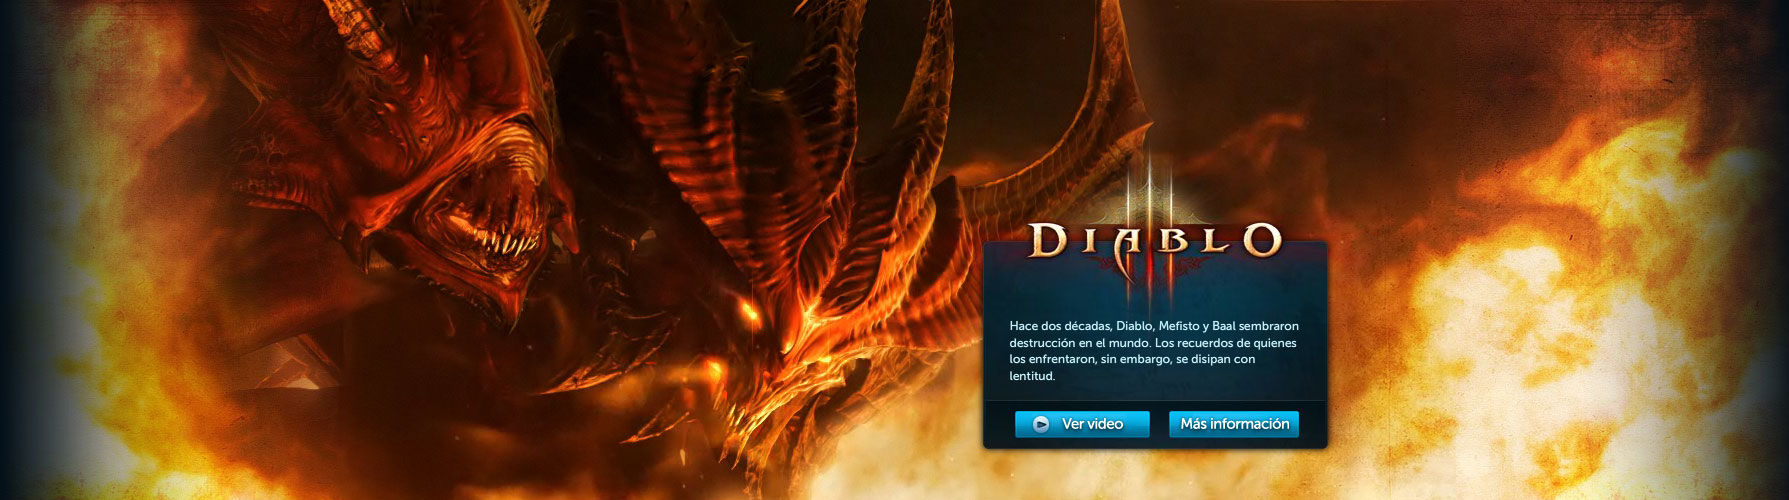 DIABLO
III
Hace dos décadas, Diablo, Mefisto y Baal sembraron
destrucción en el mundo. Los recuerdos de quienes
los enfrentaron, sin embargo, se disipan con
lentitud.
Ver video
Más información